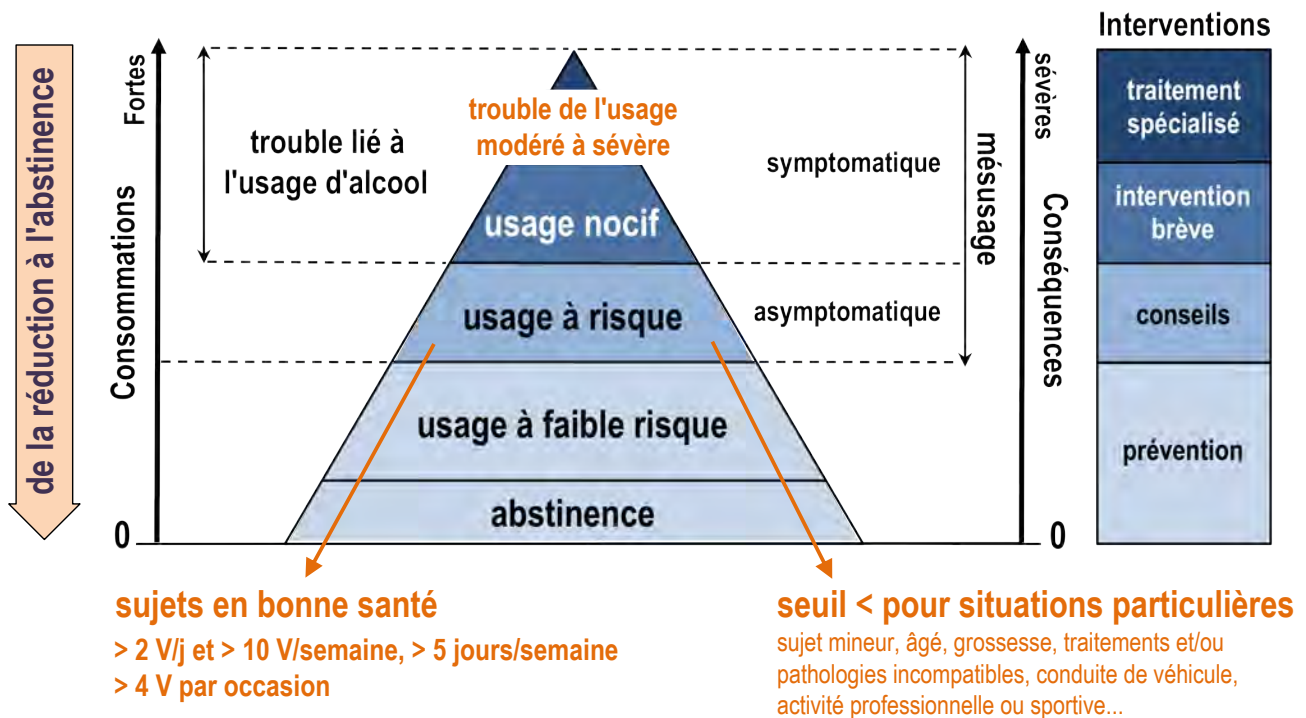 de la réduction à l'abstinence
Fortes
Consommations
0
trouble lié à
l'usage d'alcool
trouble de l'usage
modéré à sévère
usage nocif
usage à risque
usage à faible risque
abstinence
symptomatique
asymptomatique
mésusage
sévères
Conséquences
0
Interventions
traitement
spécialisé
intervention
brève
conseils
prévention
sujets en bonne santé
> 2 V/j et > 10 V/semaine, > 5 jours/semaine
> 4 V par occasion
seuil < pour situations particulières
sujet mineur, âgé, grossesse, traitements et/ou
pathologies incompatibles, conduite de véhicule,
activité professionnelle ou sportive...